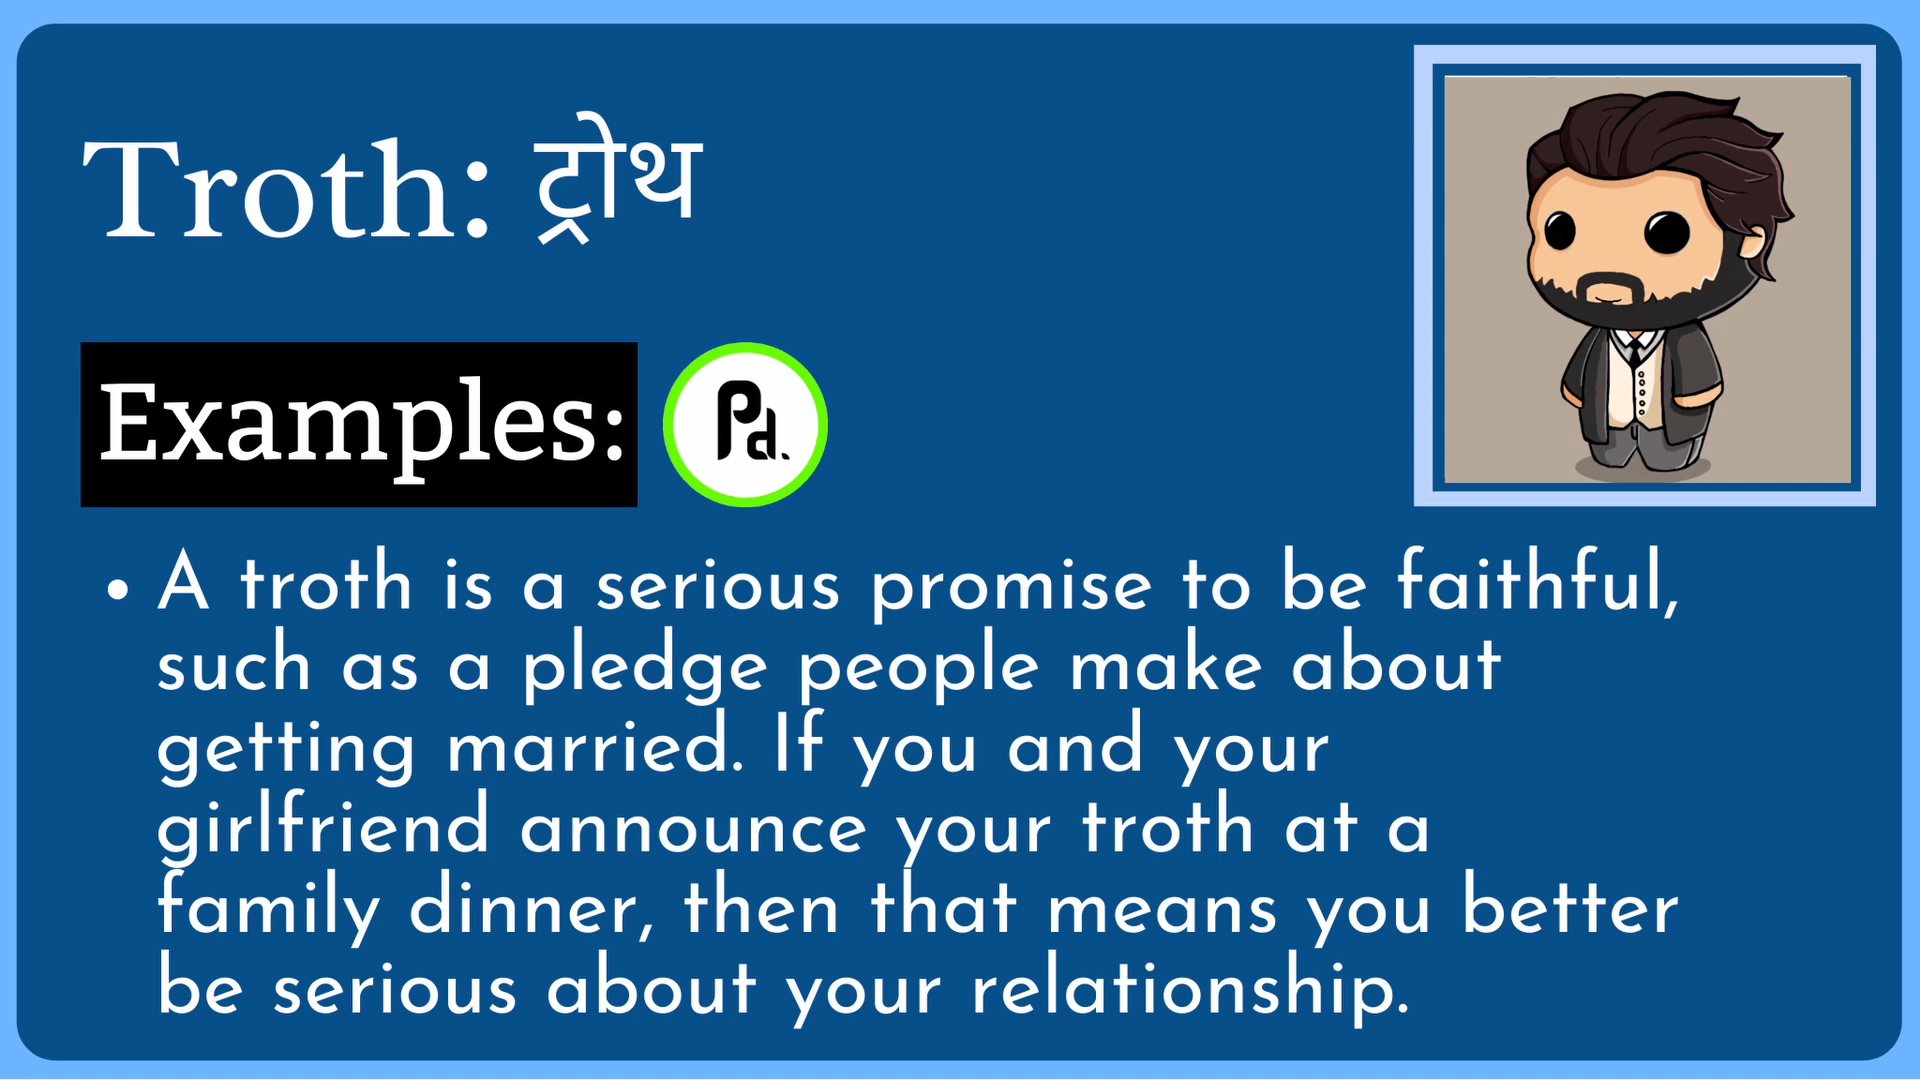 Troth: ट्रोथ
Examples:
Pd.
• A troth is a serious promise to be faithful,
such as a pledge people make about
getting married. If you and your
girlfriend announce your troth at a
family dinner, then that means you better
be serious about your relationship.